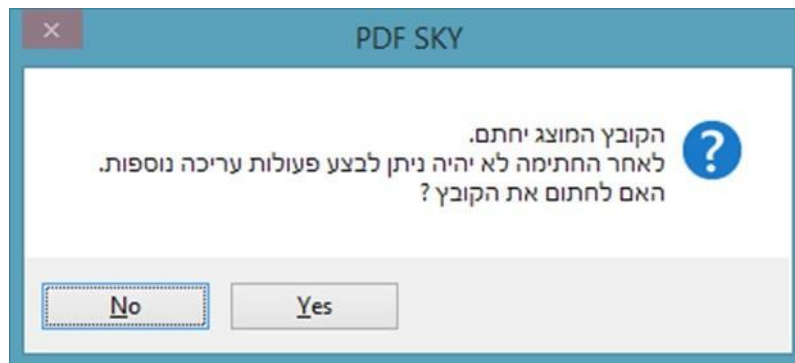 PDF SKY
הקובץ המוצג יחתם.
לאחר החתימה לא יהיה ניתן לבצע פעולות עריכה נוספות.
האם לחתום את הקובץ ?
Yes
No